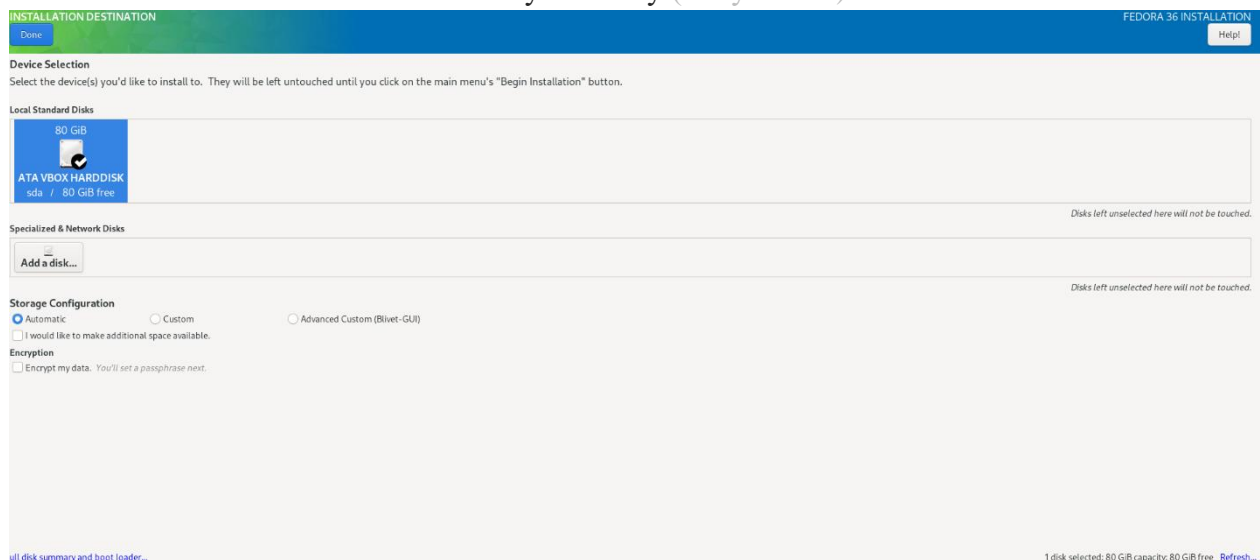 INSTALLATION DESTINATION
FEDORA 36 INSTALLATION
Done
Help!
Device Selection
Select the device(s) you'd like to install to. They will be left untouched until you click on the main menu's "Begin Installation" button.
Local Standard Disks
80 GiB
ATA VBOX HARDDISK
sda / 80 GiB free
Disks left unselected here will not be touched.
Specialized & Network Disks
Add a disk...
Disks left unselected here will not be touched.
Storage Configuration
Automatic Custom Advanced Custom (Blivet-GUI)
I would like to make additional space available.
Encryption
Encrypt my data. You'll set a passphrase next.
ull disk summary and boot loader... 1 disk selected; 80 GiB capacity; 80 GiB free Refresh...